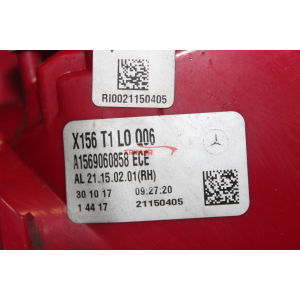 RI0021150405
X156 T1 LO Q06
A1569060858 ECE
AL 21.15.02.01(RH)
30 10 17 09:27:20
1 44 17 21150405